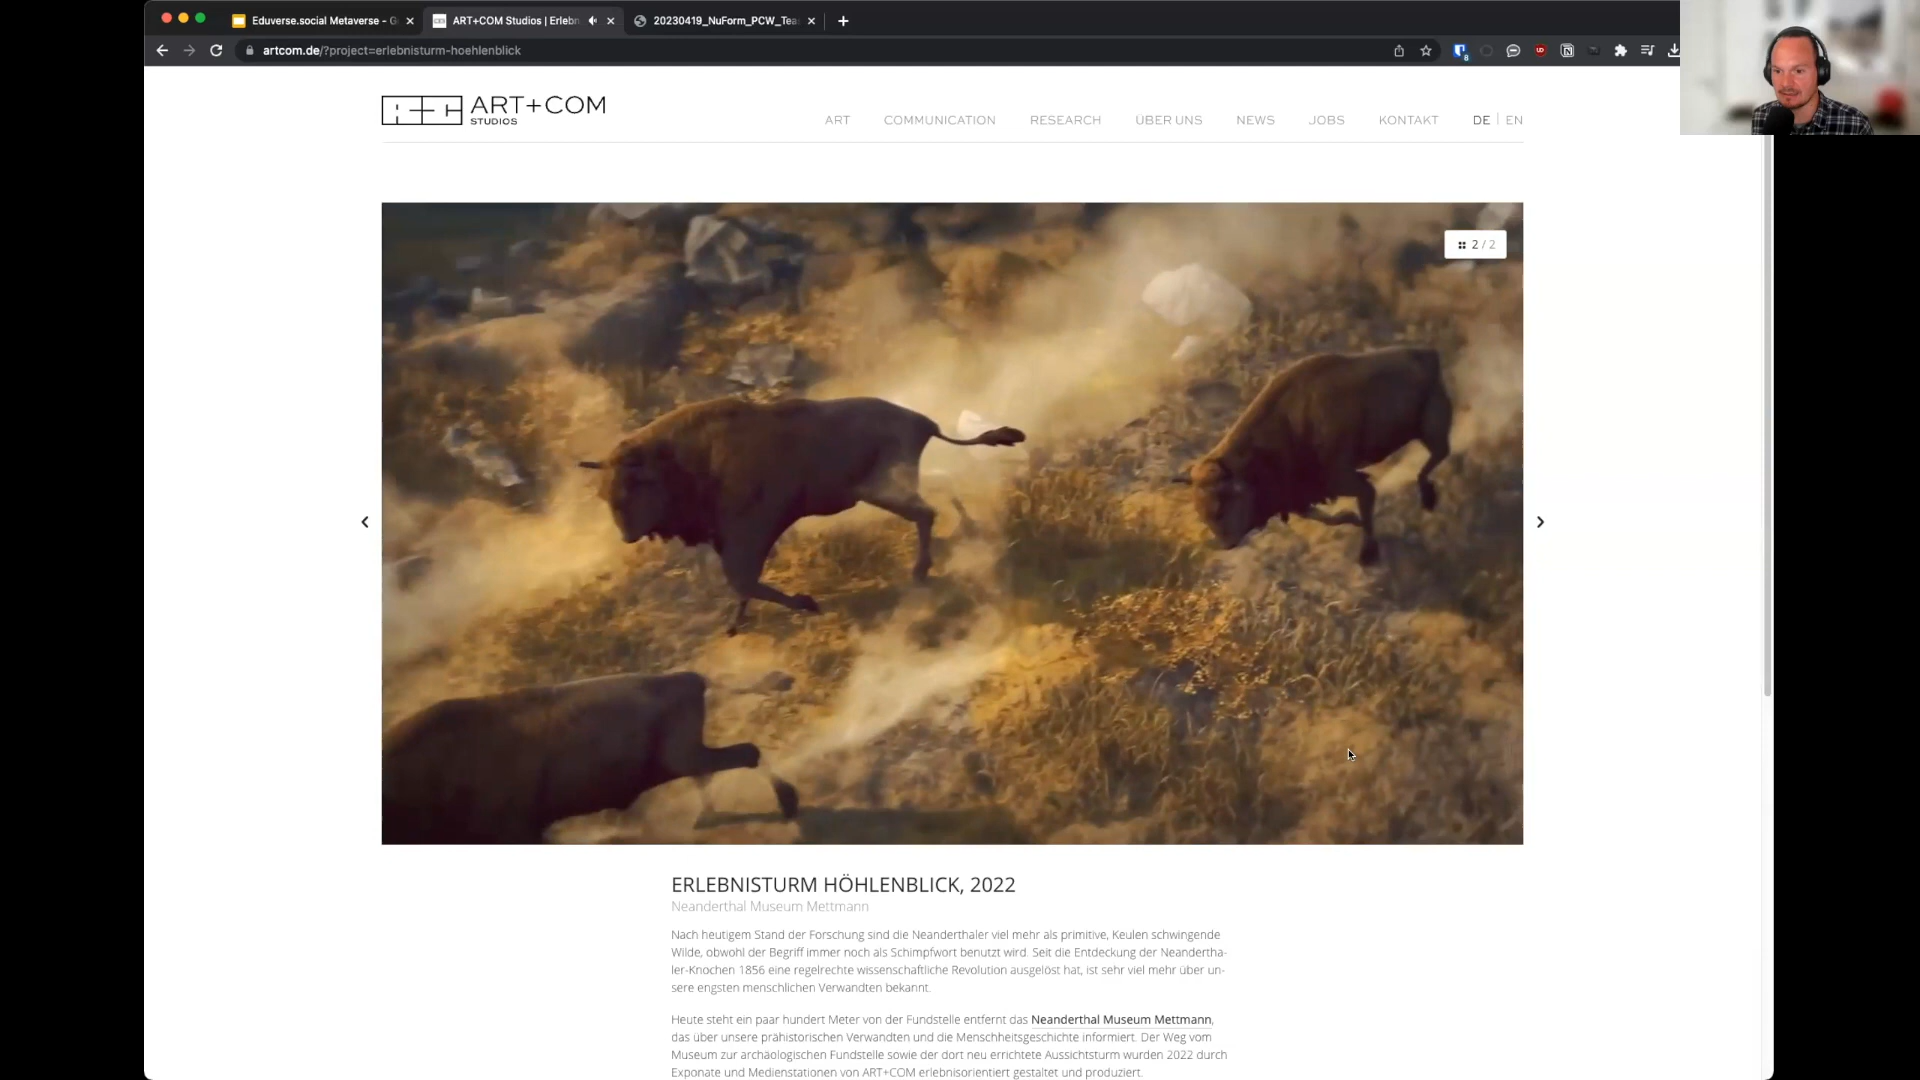 Eduverse.social Metaverse - G
ART+COM Studios | Erlebn
20230419_NuForm_PCW_Tea
artcom.de/?project=erlebnisturm-hoehlenblick
ART+COM
STUDIOS
ART COMMUNICATION RESEARCH ÜBER UNS NEWS JOBS KONTAKT DE | EN
2 / 2
ERLEBNISTURM HÖHLENBLICK, 2022
Neanderthal Museum Mettmann
Nach heutigem Stand der Forschung sind die Neanderthaler viel mehr als primitive, Keulen schwingende
Wilde, obwohl der Begriff immer noch als Schimpfwort benutzt wird. Seit die Entdeckung der Neandertha-
ler-Knochen 1856 eine regelrechte wissenschaftliche Revolution ausgelöst hat, ist sehr viel mehr über un-
sere engsten menschlichen Verwandten bekannt.
Heute steht ein paar hundert Meter von der Fundstelle entfernt das Neanderthal Museum Mettmann,
das über unsere prähistorischen Verwandten und die Menschheitsgeschichte informiert. Der Weg vom
Museum zur archäologischen Fundstelle sowie der dort neu errichtete Aussichtsturm wurden 2022 durch
Exponate und Medienstationen von ART+COM erlebnisorientiert gestaltet und produziert.